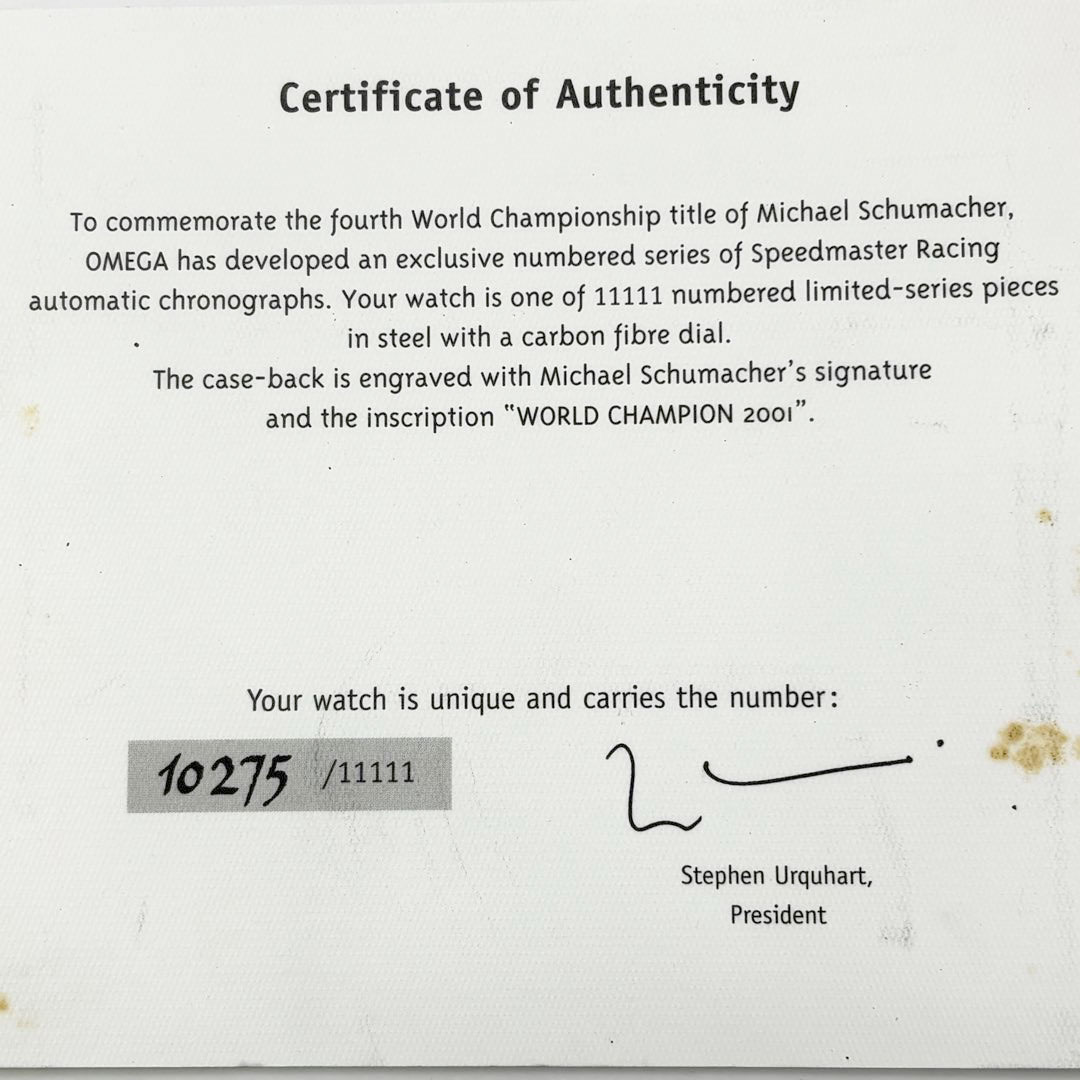 Certificate of Authenticity
To commemorate the fourth World Championship title of Michael Schumacher,
OMEGA has developed an exclusive numbered series of Speedmaster Racing
automatic chronographs. Your watch is one of 11111 numbered limited-series pieces
in steel with a carbon fibre dial.
The case-back is engraved with Michael Schumacher's signature
and the inscription "WORLD CHAMPION 2001".
Your watch is unique and carries the number:
10275 /11111
Stephen Urquhart,
President